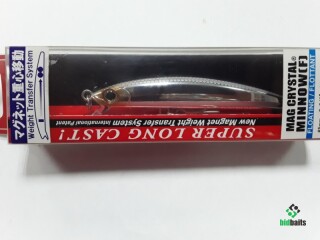 マグネット重心移動
Weight Transfer System
SUPER LONG CAST!
New Magnet Weight Transfer System International Patent
MAG CRYSTAL
MINNOW(F)
FLOATING / FLOTTANT
bidbaits